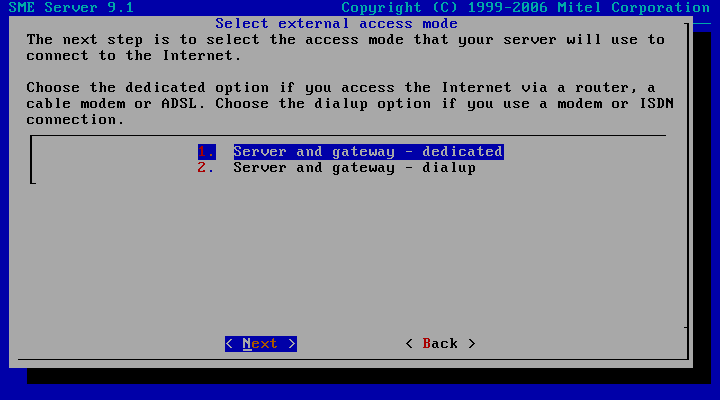 SME Server 9.1 Copyright (C) 1999-2006 Mitel Corporation
Select external access mode
The next step is to select the access mode that your server will use to
connect to the Internet.
Choose the dedicated option if you access the Internet via a router, a
cable modem or ADSL. Choose the dialup option if you use a modem or ISDN
connection.
1. Server and gateway - dedicated
2. Server and gateway - dialup
< Next > < Back >